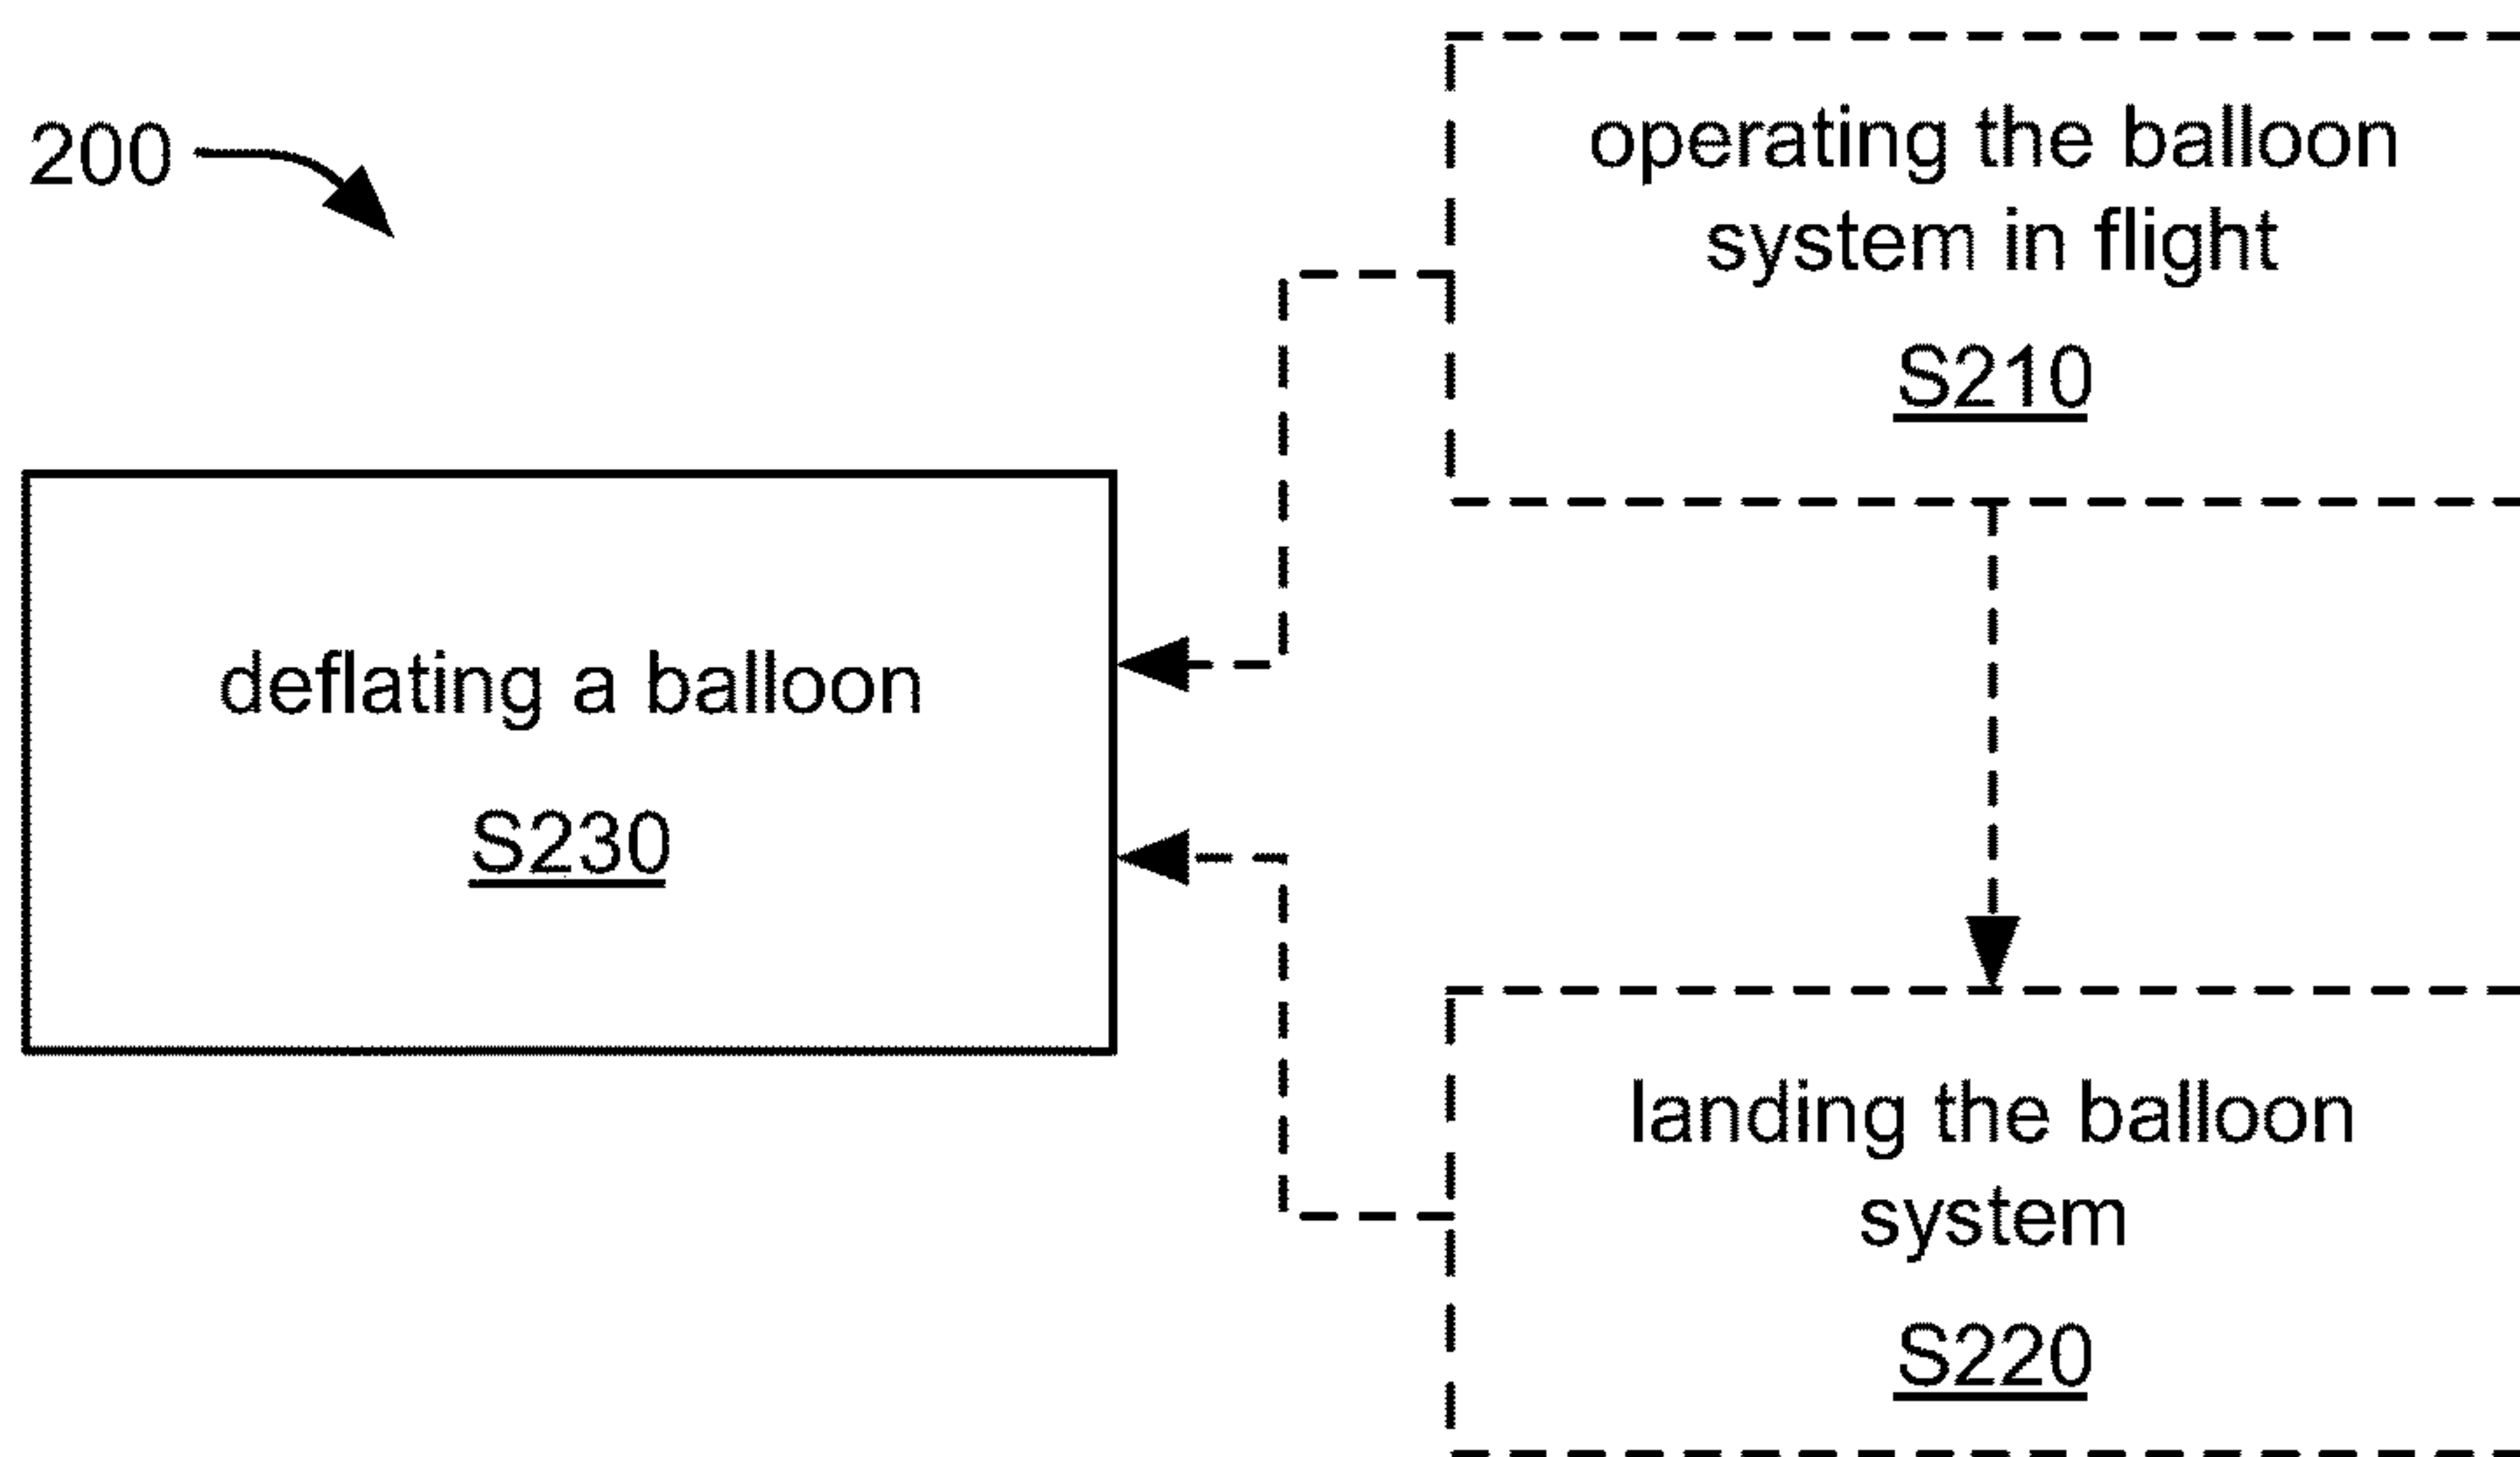 200
operating the balloon
system in flight
S210
deflating a balloon
S230
landing the balloon
system
S220